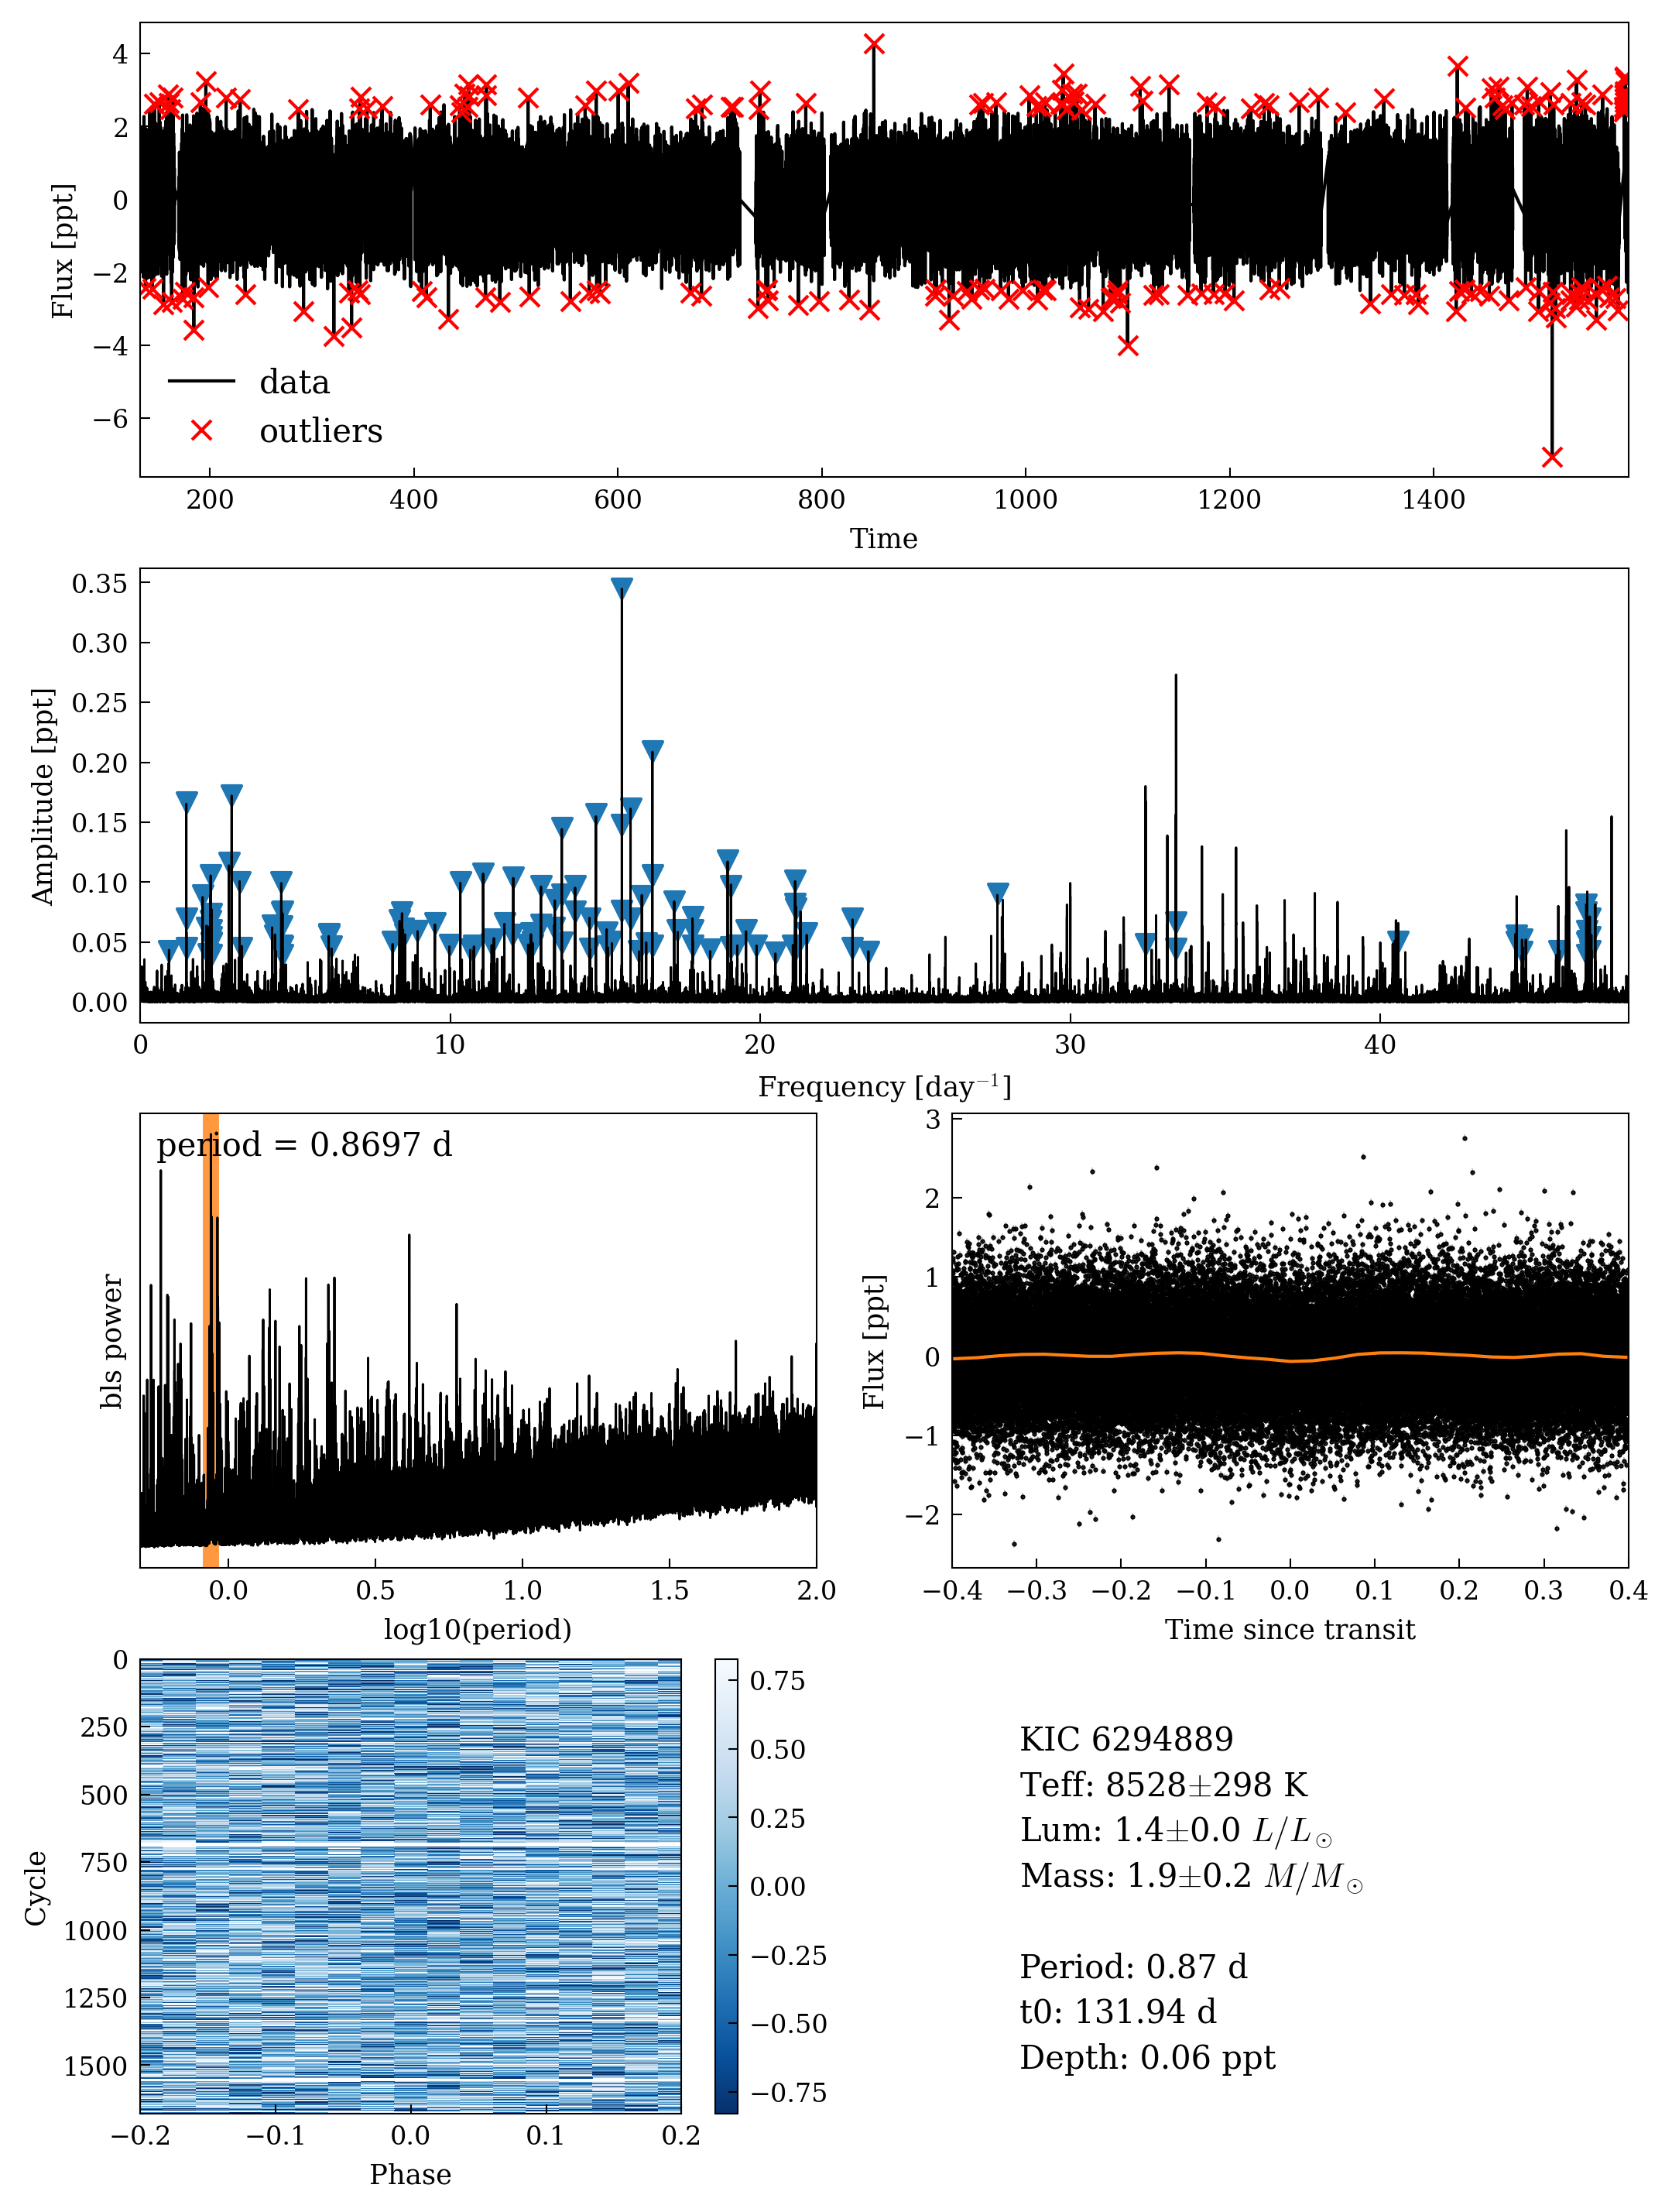 4
2
0
−2
−4
−6
Flux [ppt]
data
outliers
200 400 600 800 1000 1200 1400
Time
0.35
0.30
0.25
0.20
0.15
0.10
0.05
0.00
Amplitude [ppt]
0 10 20 30 40
Frequency [day⁻¹]
period = 0.8697 d
bls power
0.0 0.5 1.0 1.5 2.0
log10(period)
3
2
1
0
−1
−2
Flux [ppt]
−0.4 −0.3 −0.2 −0.1 0.0 0.1 0.2 0.3 0.4
Time since transit
0
250
500
750
1000
1250
1500
Cycle
−0.2 −0.1 0.0 0.1 0.2
Phase
0.75
0.50
0.25
0.00
−0.25
−0.50
−0.75
KIC 6294889
Teff: 8528±298 K
Lum: 1.4±0.0 L/L⊙
Mass: 1.9±0.2 M/M⊙
Period: 0.87 d
t0: 131.94 d
Depth: 0.06 ppt